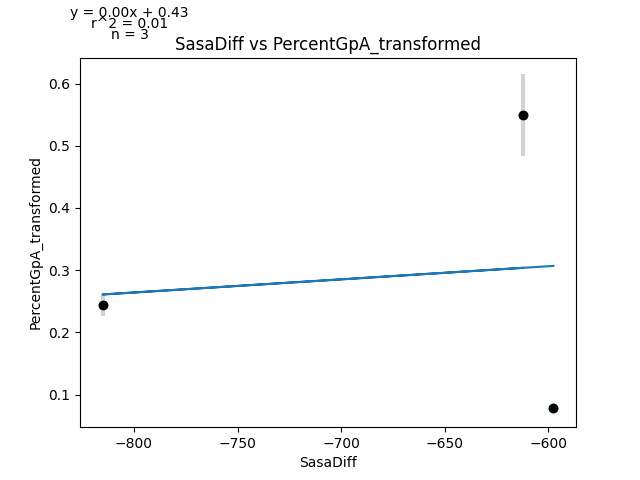 y = 0.00x + 0.43
r^2 = 0.01
n = 3
SasaDiff vs PercentGpA_transformed
0.6
0.5
0.4
0.3
0.2
0.1
PercentGpA_transformed
−800
−750
−700
−650
−600
SasaDiff